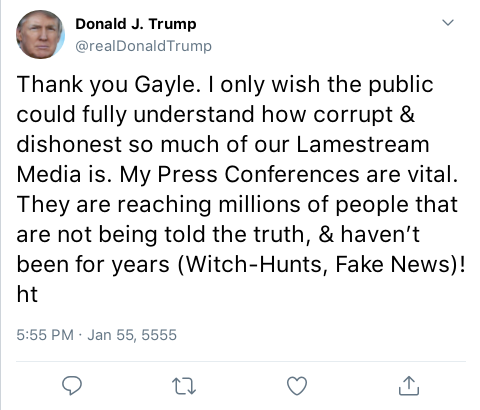 Donald J. Trump
@realDonaldTrump
Thank you Gayle. I only wish the public
could fully understand how corrupt &
dishonest so much of our Lamestream
Media is. My Press Conferences are vital.
They are reaching millions of people that
are not being told the truth, & haven’t
been for years (Witch-Hunts, Fake News)!
ht
5:55 PM · Jan 55, 5555